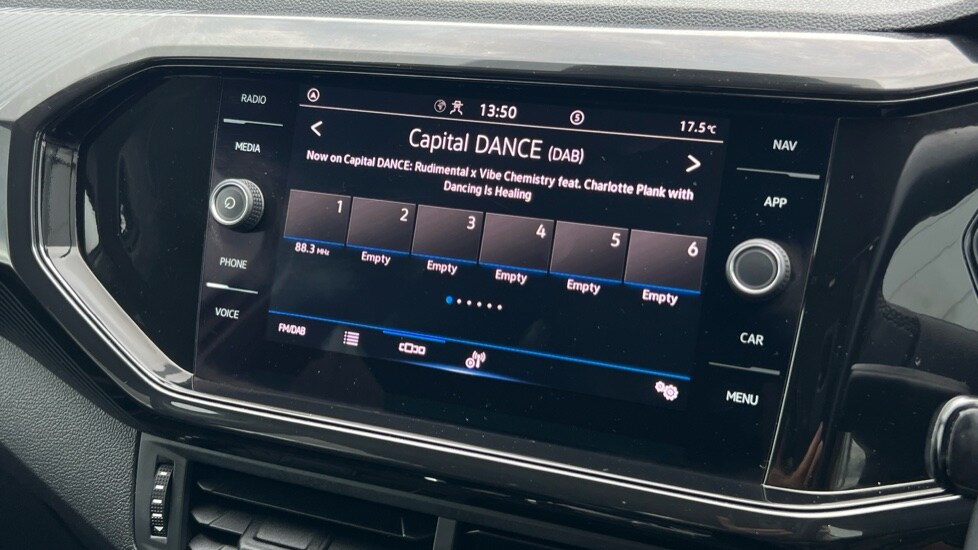 RADIO
MEDIA
PHONE
VOICE
A
13:50
S
17.5°C
< Capital DANCE (DAB) >
Now on Capital DANCE: Rudimental x Vibe Chemistry feat. Charlotte Plank with
Dancing Is Healing
1 2 3 4 5 6
88.3 MHz Empty Empty Empty Empty Empty
FM/DAB
NAV
APP
CAR
MENU